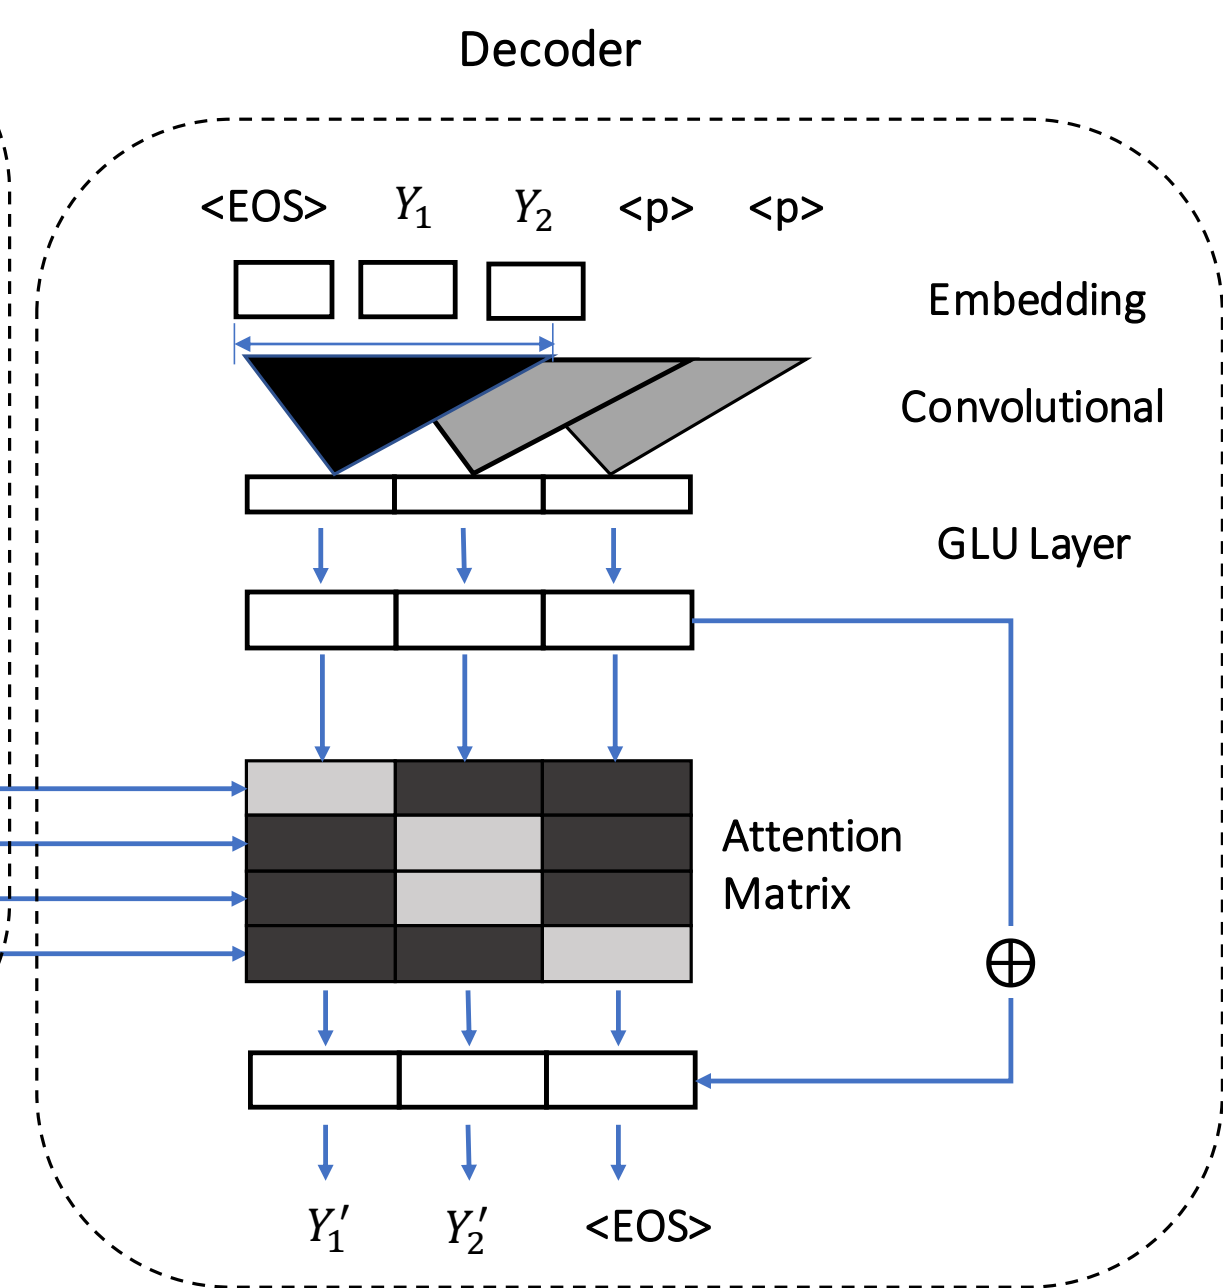 Decoder
<EOS> Y₁ Y₂ <p> <p>
Embedding
Convolutional
GLU Layer
Attention
Matrix
Y₁′ Y₂′ <EOS>